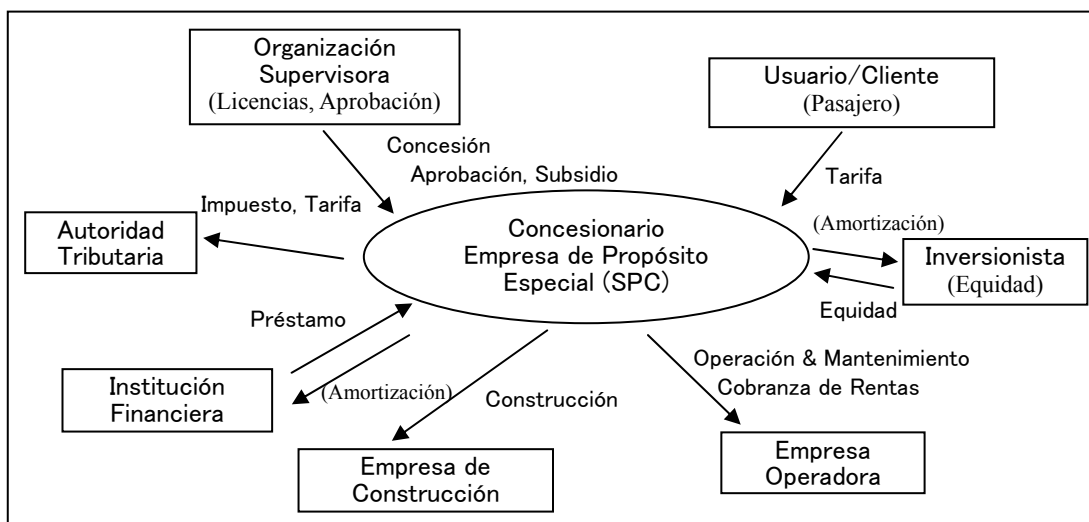 Organización
Supervisora
(Licencias, Aprobación)
Usuario/Cliente
(Pasajero)
Concesión
Aprobación, Subsidio
Tarifa
Impuesto, Tarifa
Autoridad
Tributaria
Concesionario
Empresa de Propósito
Especial (SPC)
(Amortización)
Inversionista
(Equidad)
Equidad
Préstamo
Institución
Financiera
(Amortización)
Construcción
Operación & Mantenimiento
Cobranza de Rentas
Empresa de
Construcción
Empresa
Operadora